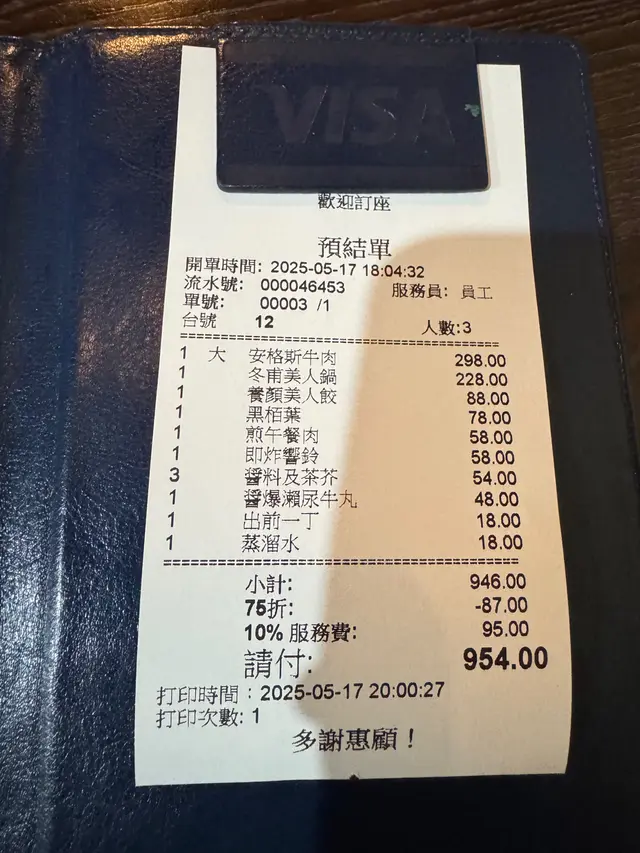 VISA
歡迎訂座
預結單
開單時間: 2025-05-17 18:04:32
流水號: 000046453 服務員: 員工
單號: 00003 /1
台號 12 人數:3
1 大 安格斯牛肉 298.00
1 冬甫美人鍋 228.00
1 養顏美人餃 88.00
1 黑栢葉 78.00
1 煎午餐肉 58.00
1 即炸響鈴 58.00
3 醬料及茶芥 54.00
1 醬爆瀨尿牛丸 48.00
1 出前一丁 18.00
1 蒸溜水 18.00
小計: 946.00
75折: -87.00
10% 服務費: 95.00
請付: 954.00
打印時間 : 2025-05-17 20:00:27
打印次數: 1
多謝惠顧！